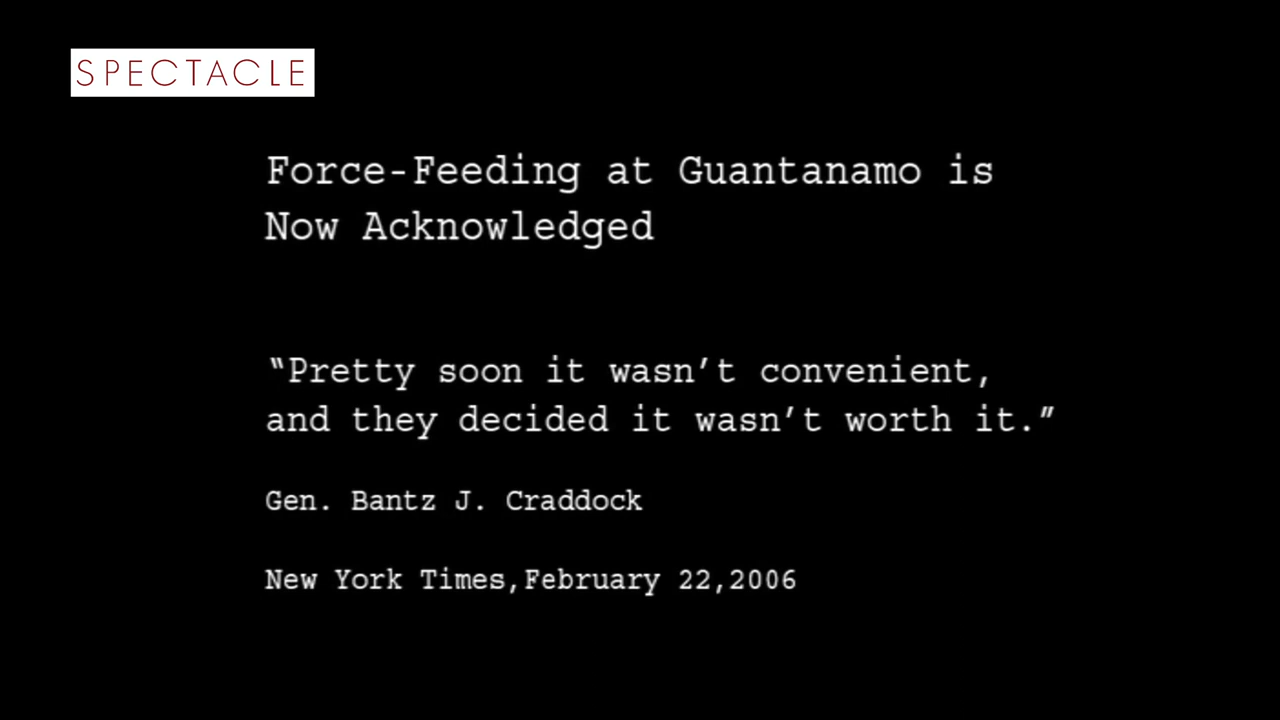 SPECTACLE
Force-Feeding at Guantanamo is
Now Acknowledged
“Pretty soon it wasn’t convenient,
and they decided it wasn’t worth it.”
Gen. Bantz J. Craddock
New York Times,February 22,2006